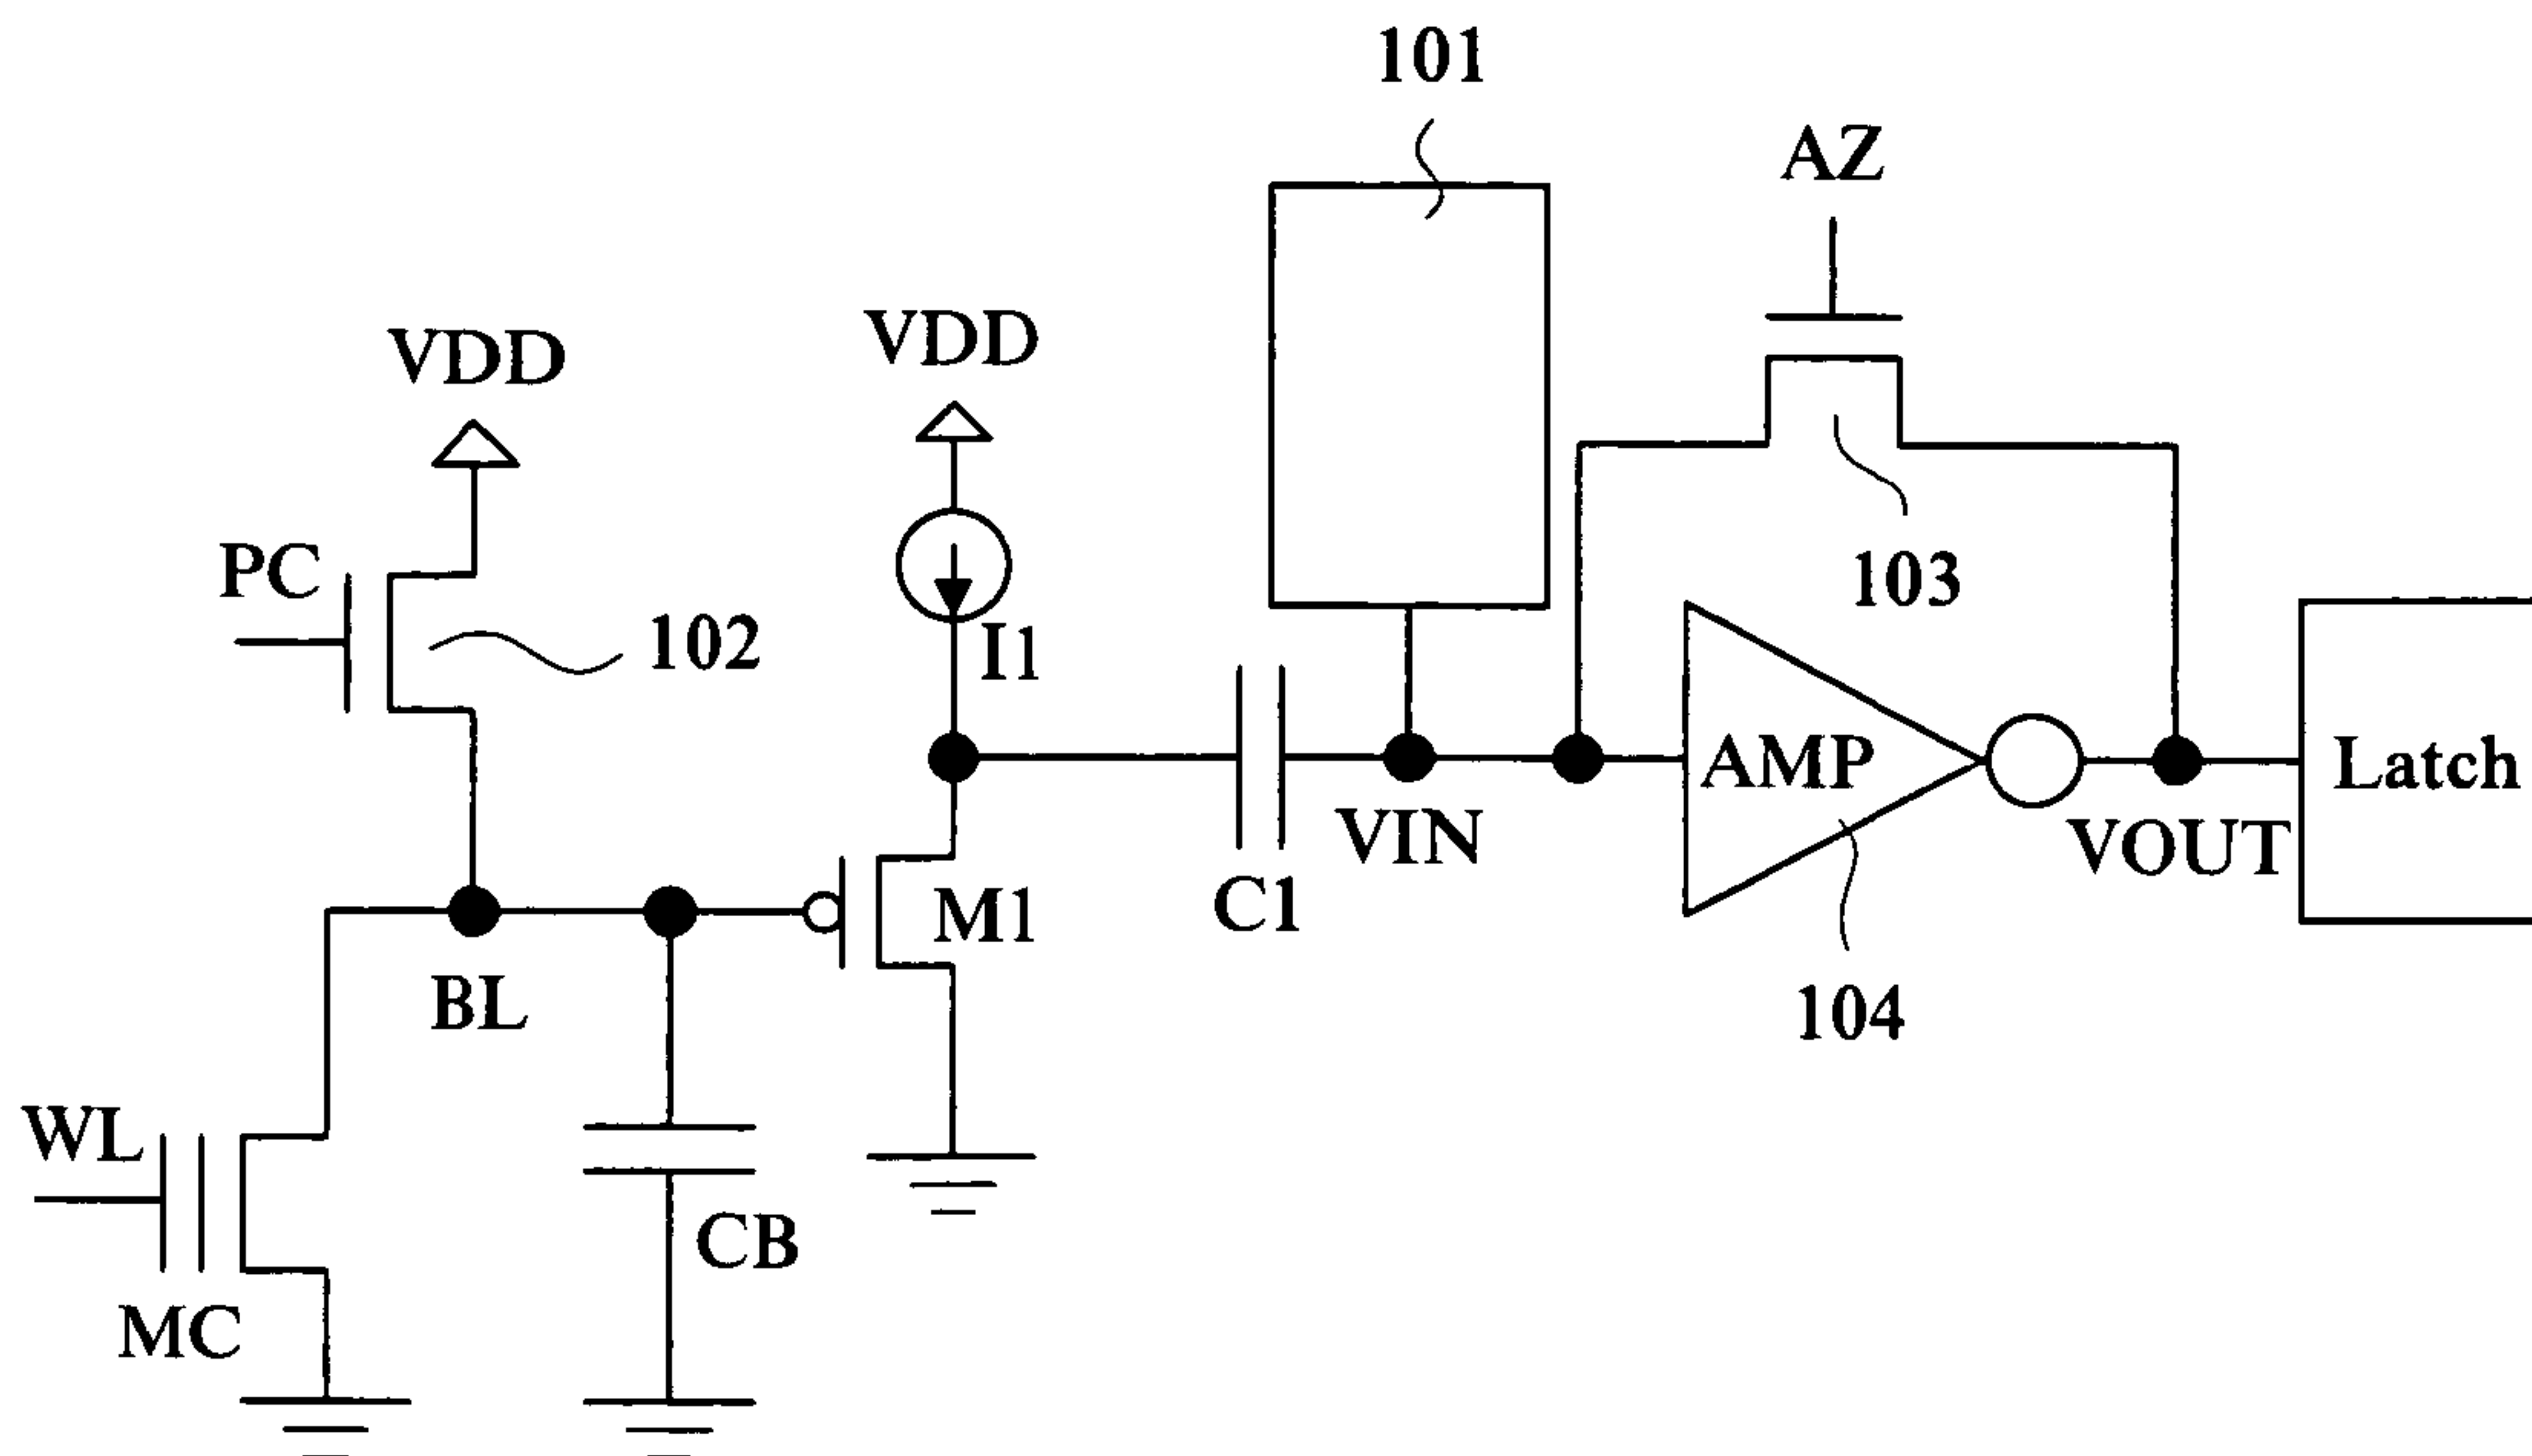 101
AZ
VDD
VDD
PC
102
I1
103
AMP
Latch
VIN
VOUT
C1
M1
BL
104
WL
CB
MC